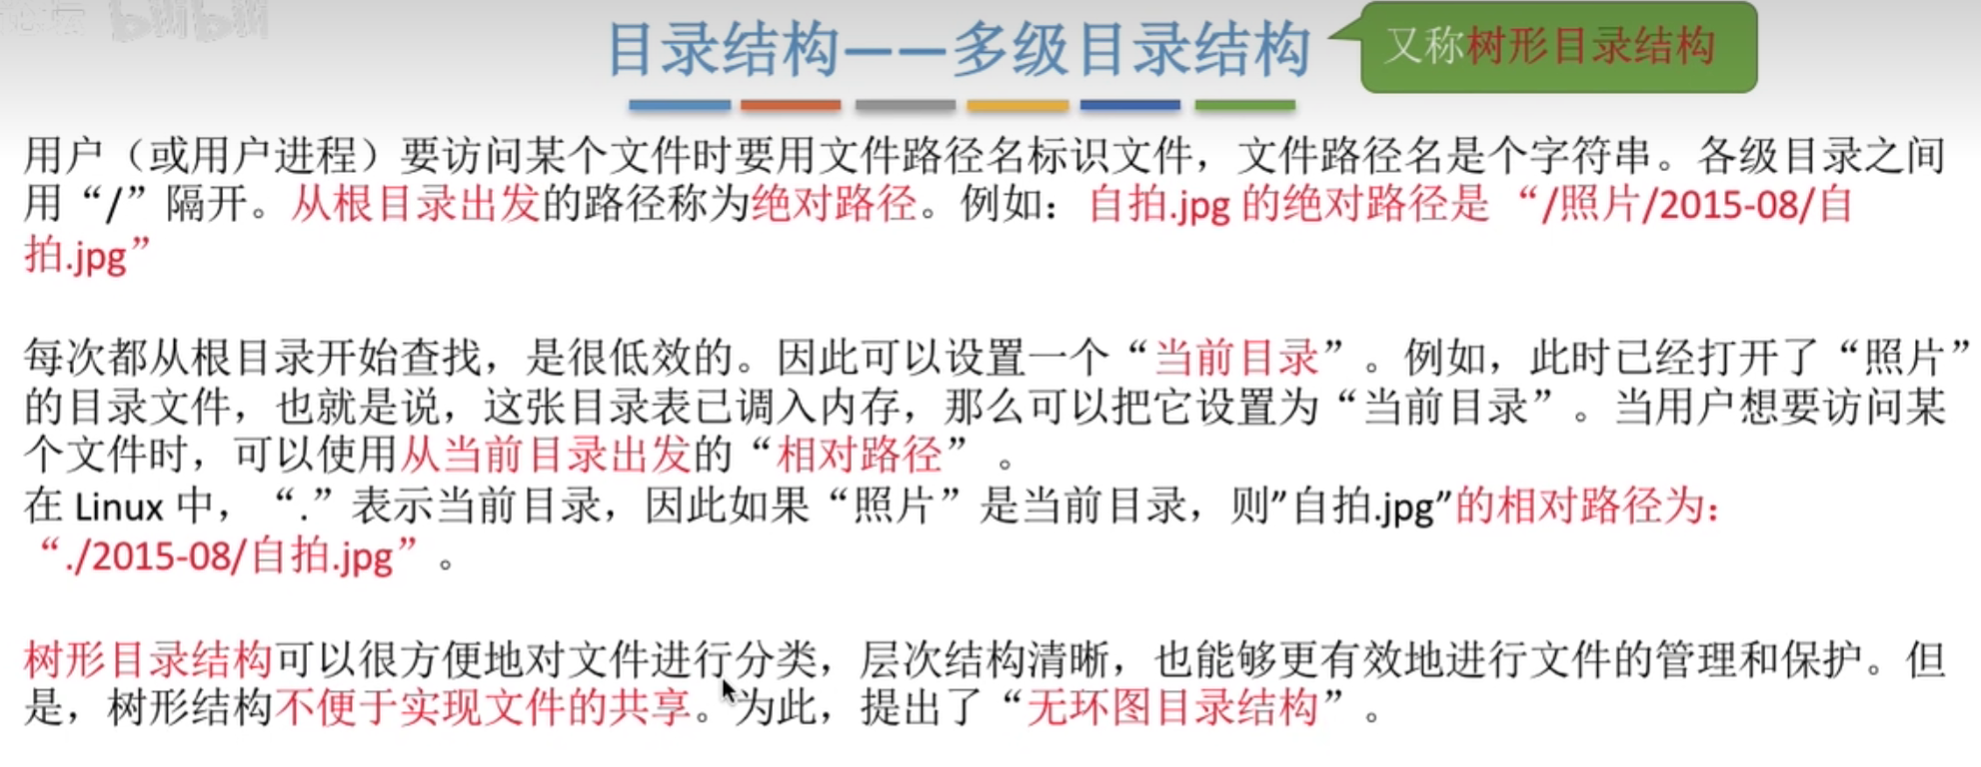 bilibili
目录结构——多级目录结构
又称树形目录结构
用户（或用户进程）要访问某个文件时要用文件路径名标识文件，文件路径名是个字符串。各级目录之间
用“/”隔开。从根目录出发的路径称为绝对路径。例如：自拍.jpg 的绝对路径是 “/照片/2015-08/自
拍.jpg”
每次都从根目录开始查找，是很低效的。因此可以设置一个“当前目录”。例如，此时已经打开了“照片”
的目录文件，也就是说，这张目录表已调入内存，那么可以把它设置为“当前目录”。当用户想要访问某
个文件时，可以使用从当前目录出发的“相对路径” 。
在 Linux 中，“.”表示当前目录，因此如果“照片”是当前目录，则”自拍.jpg”的相对路径为：
“./2015-08/自拍.jpg” 。
树形目录结构可以很方便地对文件进行分类，层次结构清晰，也能够更有效地进行文件的管理和保护。但
是，树形结构不便于实现文件的共享。为此，提出了“无环图目录结构”。